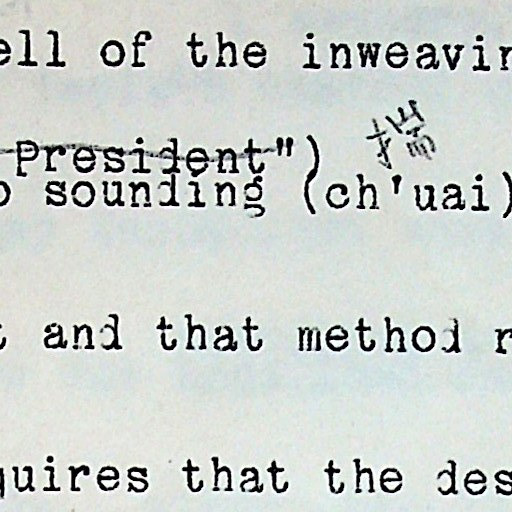 ell of the inweavin
President") 揣
o sounding (ch'uai)
t and that method r
quires that the des